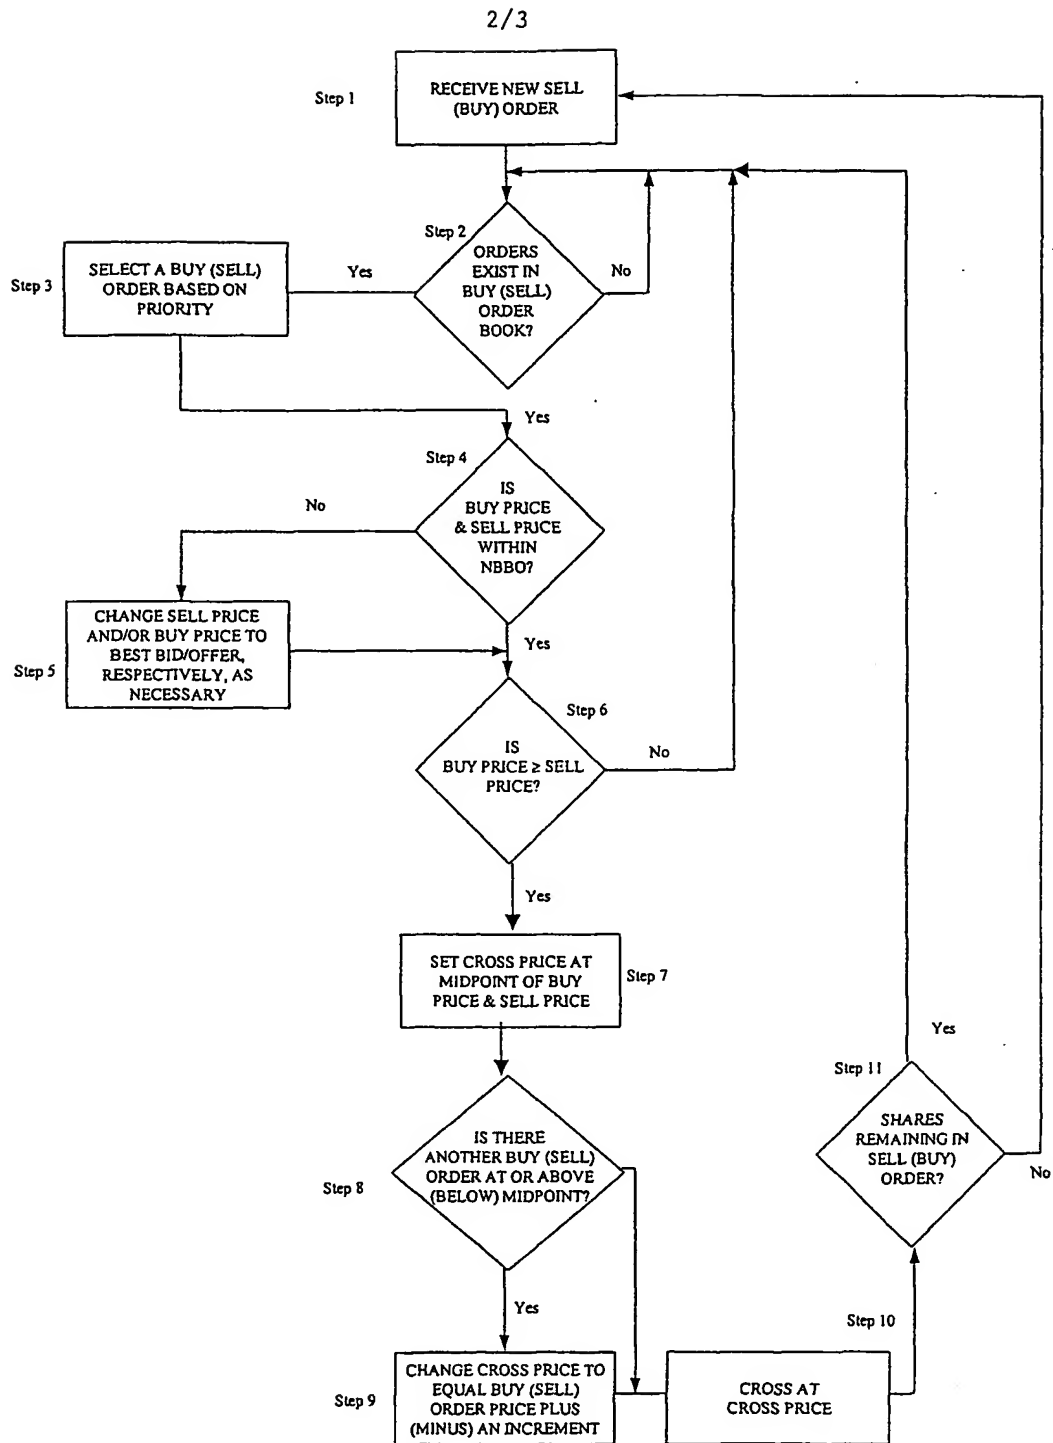 2/3
Step 1
RECEIVE NEW SELL
(BUY) ORDER
Step 2
ORDERS
EXIST IN
BUY (SELL)
ORDER
BOOK?
Yes
No
Step 3
SELECT A BUY (SELL)
ORDER BASED ON
PRIORITY
Yes
Step 4
IS
BUY PRICE
& SELL PRICE
WITHIN
NBBO?
No
Yes
Step 5
CHANGE SELL PRICE
AND/OR BUY PRICE TO
BEST BID/OFFER,
RESPECTIVELY, AS
NECESSARY
Step 6
IS
BUY PRICE ≥ SELL
PRICE?
No
Yes
SET CROSS PRICE AT
MIDPOINT OF BUY
PRICE & SELL PRICE
Step 7
Step 8
IS THERE
ANOTHER BUY (SELL)
ORDER AT OR ABOVE
(BELOW) MIDPOINT?
Yes
Step 9
CHANGE CROSS PRICE TO
EQUAL BUY (SELL)
ORDER PRICE PLUS
(MINUS) AN INCREMENT
Step 10
CROSS AT
CROSS PRICE
Step 11
SHARES
REMAINING IN
SELL (BUY)
ORDER?
Yes
No